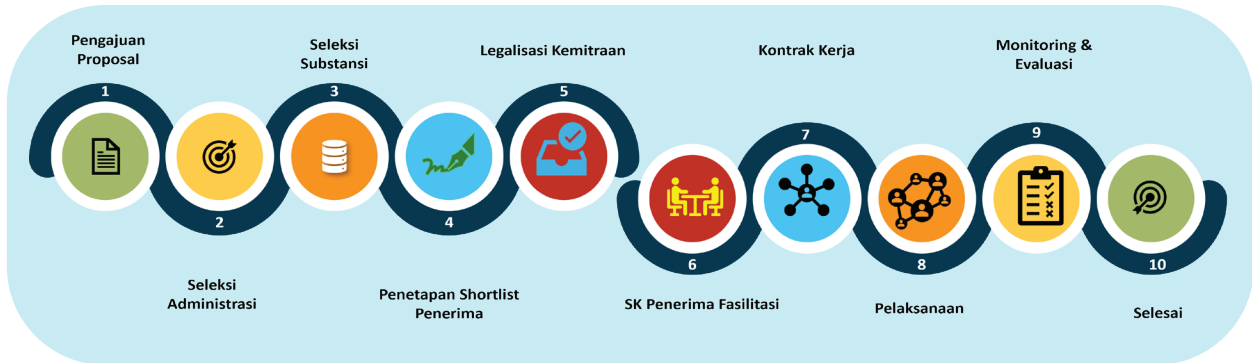 Pengajuan
Proposal
1
2
Seleksi
Administrasi
Seleksi
Substansi
3
4
Penetapan Shortlist
Penerima
Legalisasi Kemitraan
5
6
SK Penerima Fasilitasi
Kontrak Kerja
7
8
Pelaksanaan
Monitoring &
Evaluasi
9
10
Selesai